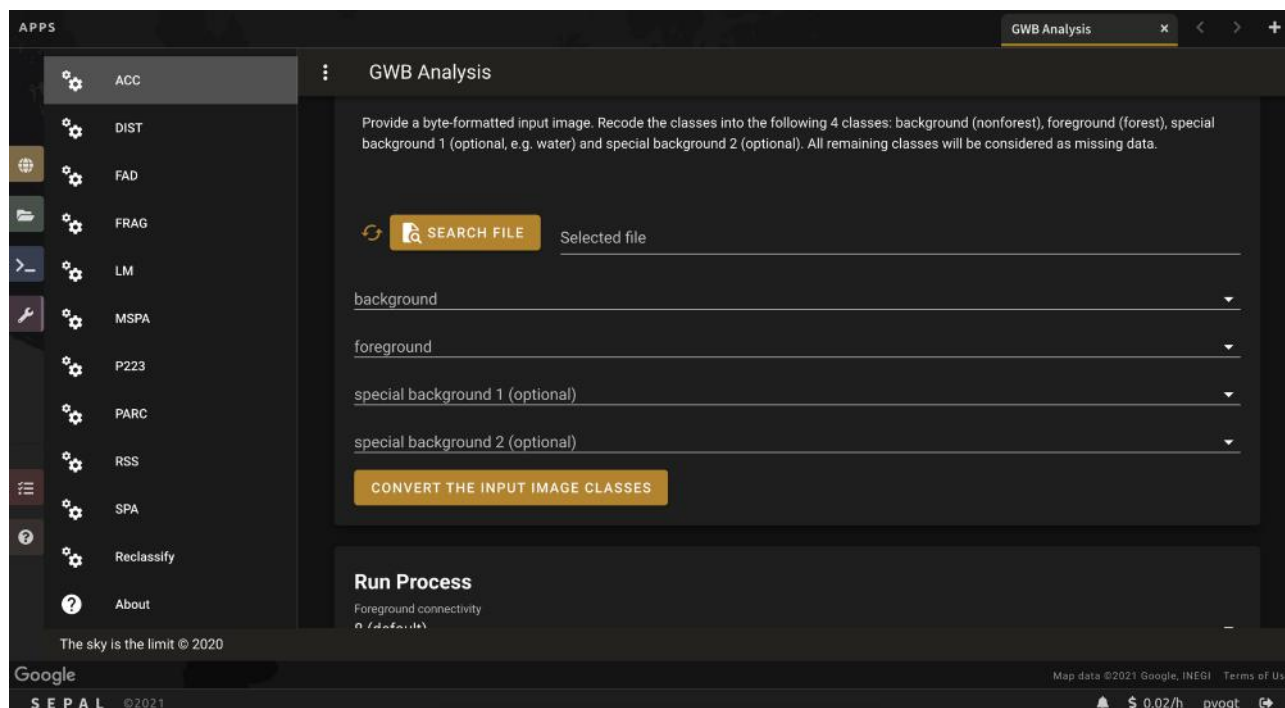 APPS
GWB Analysis
ACC
DIST
FAD
FRAG
LM
MSPA
P223
PARC
RSS
SPA
Reclassify
About
The sky is the limit © 2020
GWB Analysis
Provide a byte-formatted input image. Recode the classes into the following 4 classes: background (nonforest), foreground (forest), special
background 1 (optional, e.g. water) and special background 2 (optional). All remaining classes will be considered as missing data.
SEARCH FILE
Selected file
background
foreground
special background 1 (optional)
special background 2 (optional)
CONVERT THE INPUT IMAGE CLASSES
Run Process
Foreground connectivity
8 (default)
Google
Map data ©2021 Google, INEGI Terms of Us
SEPAL ©2021
$ 0.02/h pvogt